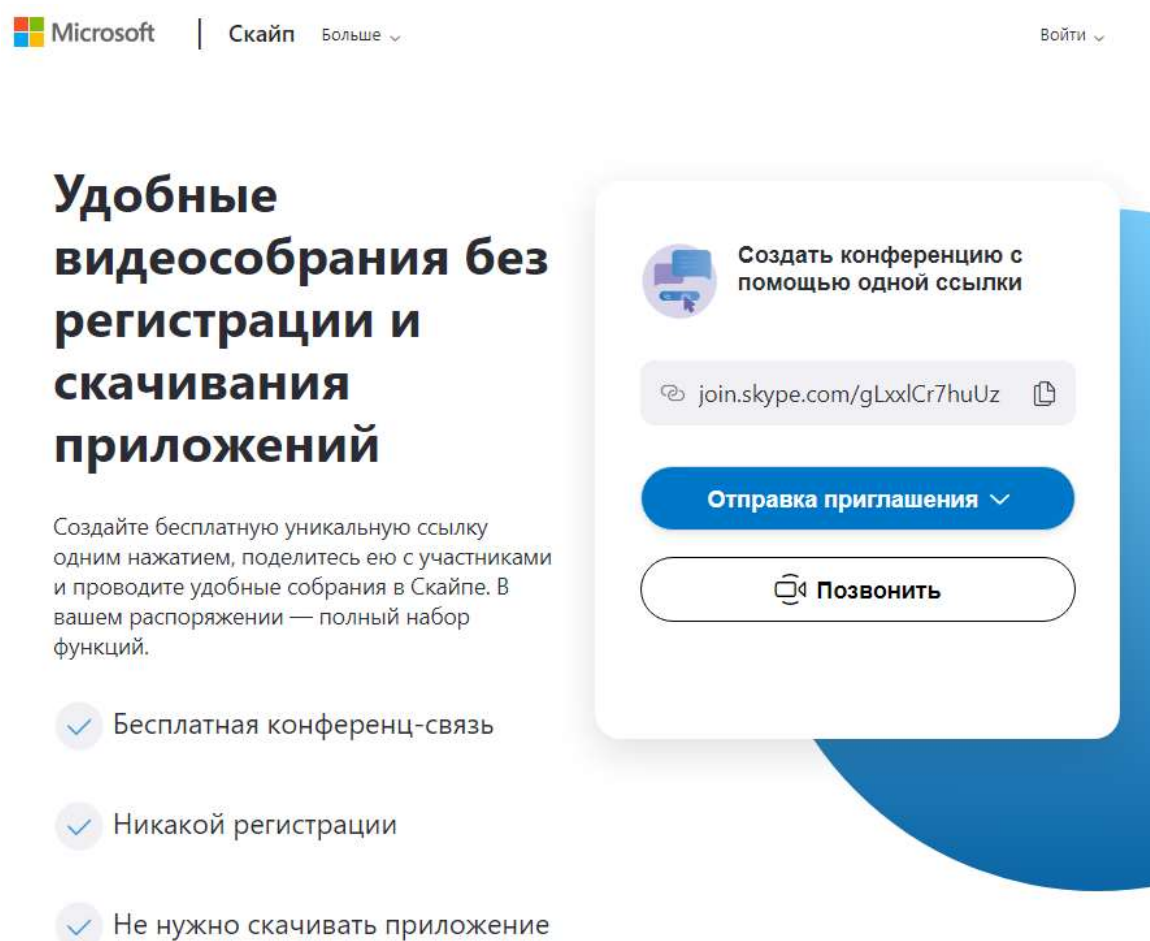 Microsoft | Скайп Больше
Войти
Удобные
видеособрания без
регистрации и
скачивания
приложений
Создайте бесплатную уникальную ссылку
одним нажатием, поделитесь ею с участниками
и проводите удобные собрания в Скайпе. В
вашем распоряжении — полный набор
функций.
Бесплатная конференц-связь
Никакой регистрации
Не нужно скачивать приложение
Создать конференцию с
помощью одной ссылки
join.skype.com/gLxxlCr7huUz
Отправка приглашения
Позвонить